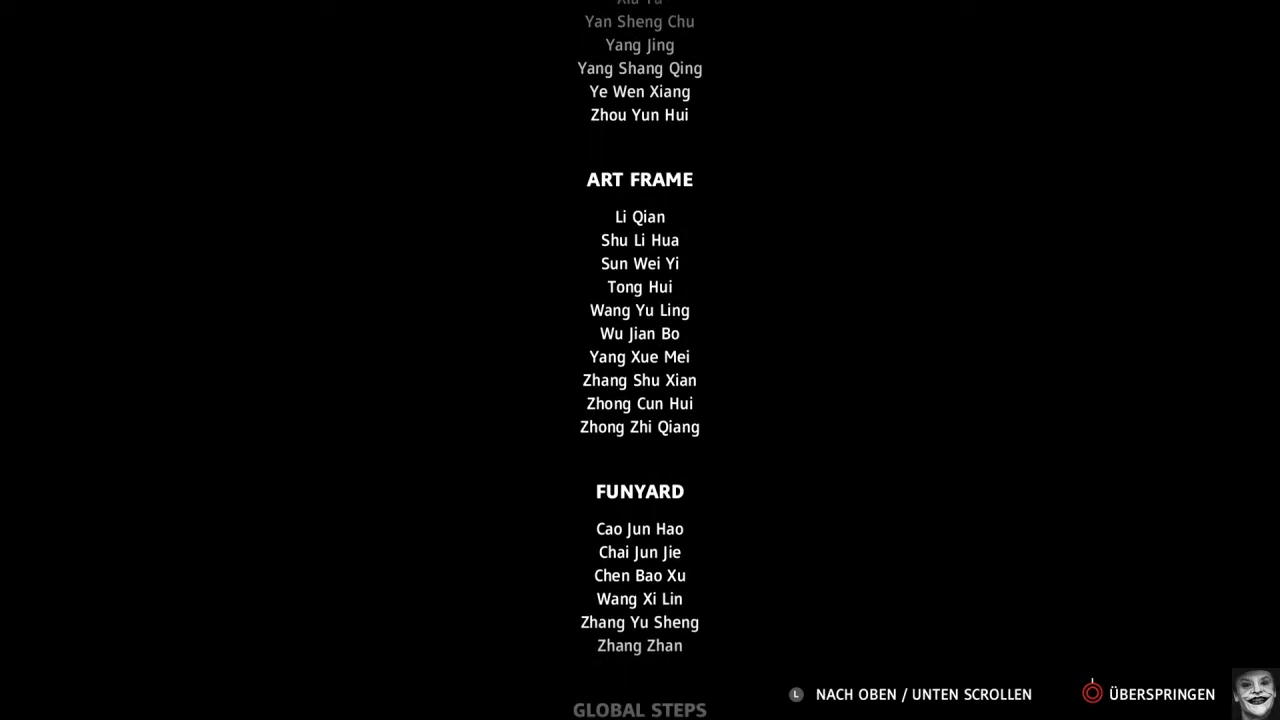 Yan Sheng Chu
Yang Jing
Yang Shang Qing
Ye Wen Xiang
Zhou Yun Hui
ART FRAME
Li Qian
Shu Li Hua
Sun Wei Yi
Tong Hui
Wang Yu Ling
Wu Jian Bo
Yang Xue Mei
Zhang Shu Xian
Zhong Cun Hui
Zhong Zhi Qiang
FUNYARD
Cao Jun Hao
Chai Jun Jie
Chen Bao Xu
Wang Xi Lin
Zhang Yu Sheng
Zhang Zhan
L NACH OBEN / UNTEN SCROLLEN
ÜBERSPRINGEN
GLOBAL STEPS